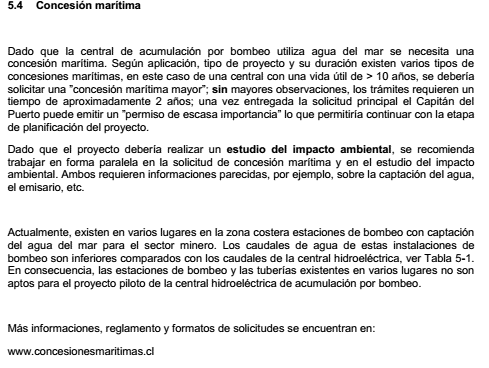 5.4 Concesión marítima
Dado que la central de acumulación por bombeo utiliza agua del mar se necesita una
concesión marítima. Según aplicación, tipo de proyecto y su duración existen varios tipos de
concesiones marítimas, en este caso de una central con una vida útil de > 10 años, se debería
solicitar una "concesión marítima mayor"; sin mayores observaciones, los trámites requieren un
tiempo de aproximadamente 2 años; una vez entregada la solicitud principal el Capitán del
Puerto puede emitir un "permiso de escasa importancia" lo que permitiría continuar con la etapa
de planificación del proyecto.
Dado que el proyecto debería realizar un estudio del impacto ambiental, se recomienda
trabajar en forma paralela en la solicitud de concesión marítima y en el estudio del impacto
ambiental. Ambos requieren informaciones parecidas, por ejemplo, sobre la captación del agua,
el emisario, etc.
Actualmente, existen en varios lugares en la zona costera estaciones de bombeo con captación
del agua del mar para el sector minero. Los caudales de agua de estas instalaciones de
bombeo son inferiores comparados con los caudales de la central hidroeléctrica, ver Tabla 5-1.
En consecuencia, las estaciones de bombeo y las tuberías existentes en varios lugares no son
aptos para el proyecto piloto de la central hidroeléctrica de acumulación por bombeo.
Más informaciones, reglamento y formatos de solicitudes se encuentran en:
www.concesionesmaritimas.cl